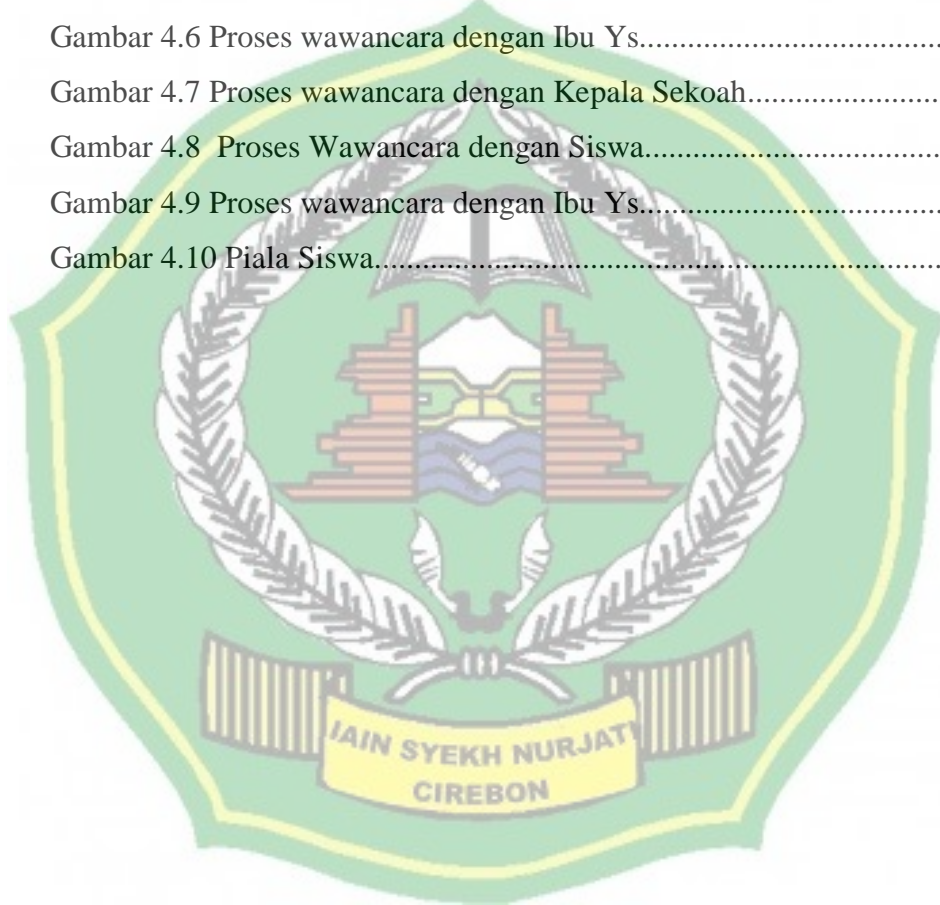 Gambar 4.6 Proses wawancara dengan Ibu Ys....................................
Gambar 4.7 Proses wawancara dengan Kepala Sekoah........................
Gambar 4.8  Proses Wawancara dengan Siswa.....................................
Gambar 4.9 Proses wawancara dengan Ibu Ys....................................
Gambar 4.10 Piala Siswa.......................................................................
IAIN SYEKH NURJATI
CIREBON